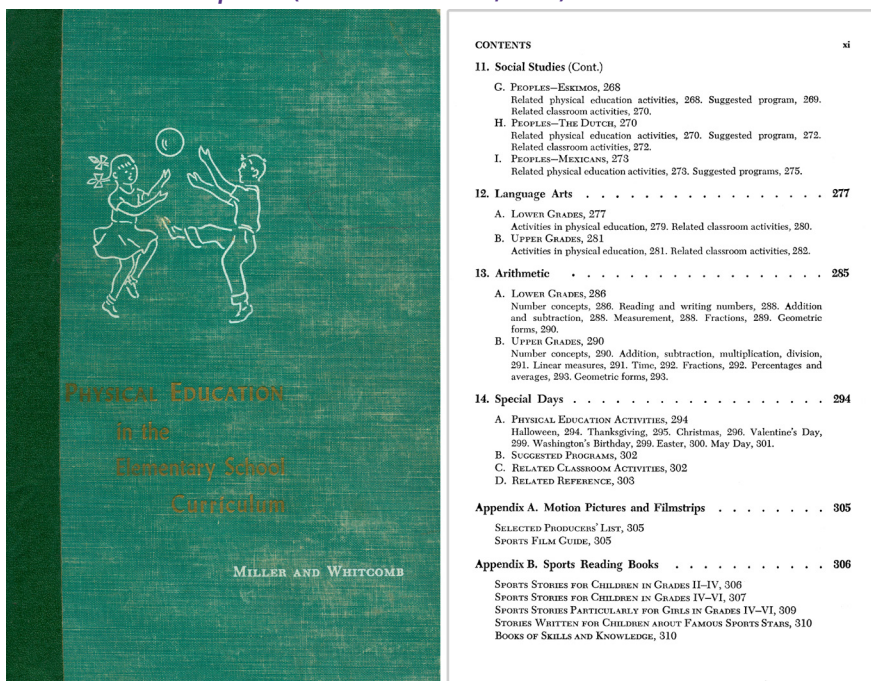 Physical Education
in the
Elementary School
Curriculum
Miller and Whitcomb
CONTENTS xi
11. Social Studies (Cont.)
G. Peoples—Eskimos, 268
Related physical education activities, 268. Suggested program, 269.
Related classroom activities, 270.
H. Peoples—The Dutch, 270
Related physical education activities, 270. Suggested program, 272.
Related classroom activities, 272.
I. Peoples—Mexicans, 273
Related physical education activities, 273. Suggested programs, 275.
12. Language Arts . . . . . . . . . . . . . . . . . 277
A. Lower Grades, 277
Activities in physical education, 279. Related classroom activities, 280.
B. Upper Grades, 281
Activities in physical education, 281. Related classroom activities, 282.
13. Arithmetic . . . . . . . . . . . . . . . . . . 285
A. Lower Grades, 286
Number concepts, 286. Reading and writing numbers, 288. Addition
and subtraction, 288. Measurement, 288. Fractions, 289. Geometric
forms, 290.
B. Upper Grades, 290
Number concepts, 290. Addition, subtraction, multiplication, division,
291. Linear measures, 291. Time, 292. Fractions, 292. Percentages and
averages, 293. Geometric forms, 293.
14. Special Days . . . . . . . . . . . . . . . . . . 294
A. Physical Education Activities, 294
Halloween, 294. Thanksgiving, 295. Christmas, 296. Valentine's Day,
299. Washington's Birthday, 299. Easter, 300. May Day, 301.
B. Suggested Programs, 302
C. Related Classroom Activities, 302
D. Related Reference, 303
Appendix A. Motion Pictures and Filmstrips . . . . . . . . 305
Selected Producers' List, 305
Sports Film Guide, 305
Appendix B. Sports Reading Books . . . . . . . . . . . 306
Sports Stories for Children in Grades II–IV, 306
Sports Stories for Children in Grades IV–VI, 307
Sports Stories Particularly for Girls in Grades IV–VI, 309
Stories Written for Children about Famous Sports Stars, 310
Books of Skills and Knowledge, 310